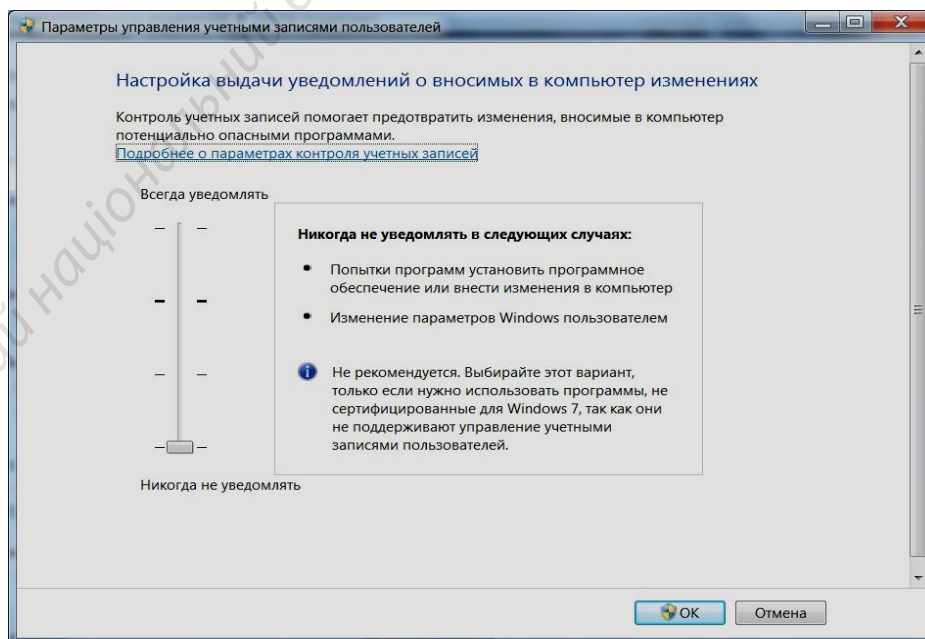 Параметры управления учетными записями пользователей
Настройка выдачи уведомлений о вносимых в компьютер изменениях
Контроль учетных записей помогает предотвратить изменения, вносимые в компьютер
потенциально опасными программами.
Подробнее о параметрах контроля учетных записей
Всегда уведомлять
Никогда не уведомлять в следующих случаях:
• Попытки программ установить программное
обеспечение или внести изменения в компьютер
• Изменение параметров Windows пользователем
Не рекомендуется. Выбирайте этот вариант,
только если нужно использовать программы, не
сертифицированные для Windows 7, так как они
не поддерживают управление учетными
записями пользователей.
Никогда не уведомлять
OK
Отмена
національний